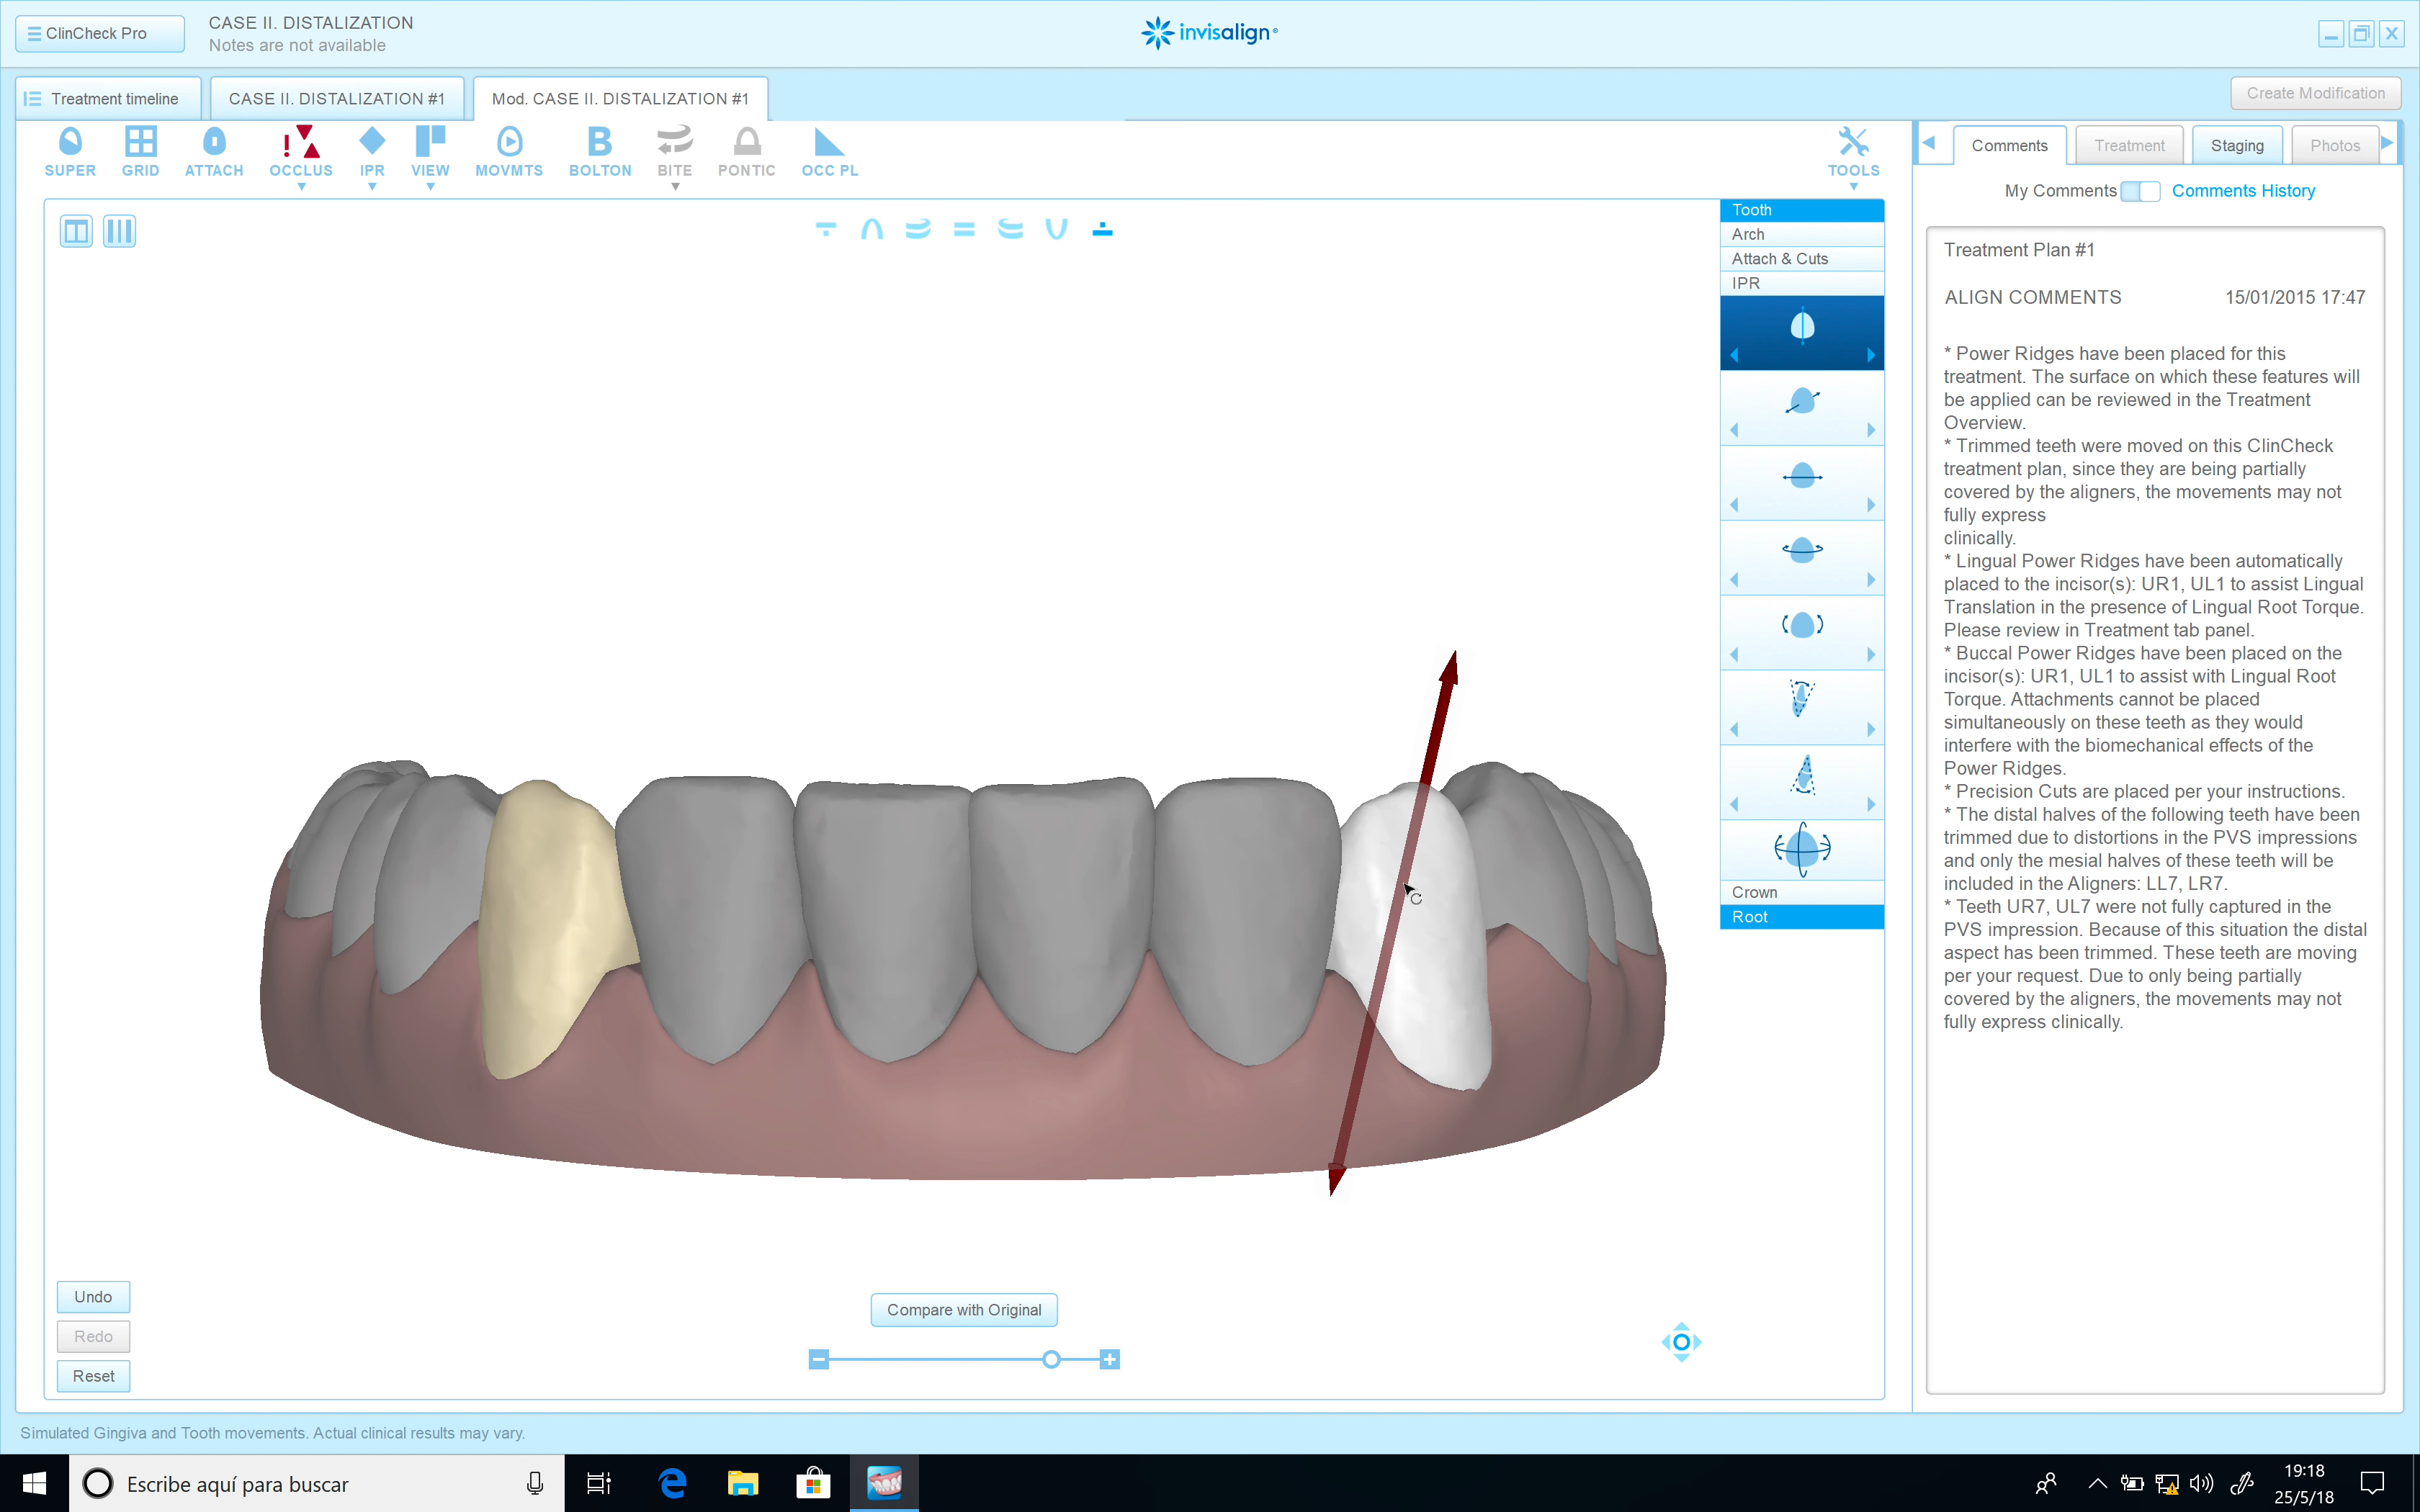 ClinCheck Pro
CASE II. DISTALIZATION
Notes are not available
invisalign®
Treatment timeline
CASE II. DISTALIZATION #1
Mod. CASE II. DISTALIZATION #1
Create Modification
SUPER
GRID
ATTACH
OCCLUS
IPR
VIEW
MOVMTS
B
BOLTON
BITE
PONTIC
OCC PL
TOOLS
Tooth
Arch
Attach & Cuts
IPR
Crown
Root
Comments
Treatment
Staging
Photos
My Comments
Comments History
Treatment Plan #1
ALIGN COMMENTS 15/01/2015 17:47
* Power Ridges have been placed for this
treatment. The surface on which these features will
be applied can be reviewed in the Treatment
Overview.
* Trimmed teeth were moved on this ClinCheck
treatment plan, since they are being partially
covered by the aligners, the movements may not
fully express
clinically.
* Lingual Power Ridges have been automatically
placed to the incisor(s): UR1, UL1 to assist Lingual
Translation in the presence of Lingual Root Torque.
Please review in Treatment tab panel.
* Buccal Power Ridges have been placed on the
incisor(s): UR1, UL1 to assist with Lingual Root
Torque. Attachments cannot be placed
simultaneously on these teeth as they would
interfere with the biomechanical effects of the
Power Ridges.
* Precision Cuts are placed per your instructions.
* The distal halves of the following teeth have been
trimmed due to distortions in the PVS impressions
and only the mesial halves of these teeth will be
included in the Aligners: LL7, LR7.
* Teeth UR7, UL7 were not fully captured in the
PVS impression. Because of this situation the distal
aspect has been trimmed. These teeth are moving
per your request. Due to only being partially
covered by the aligners, the movements may not
fully express clinically.
Undo
Redo
Reset
Compare with Original
Simulated Gingiva and Tooth movements. Actual clinical results may vary.
Escribe aquí para buscar
19:18
25/5/18